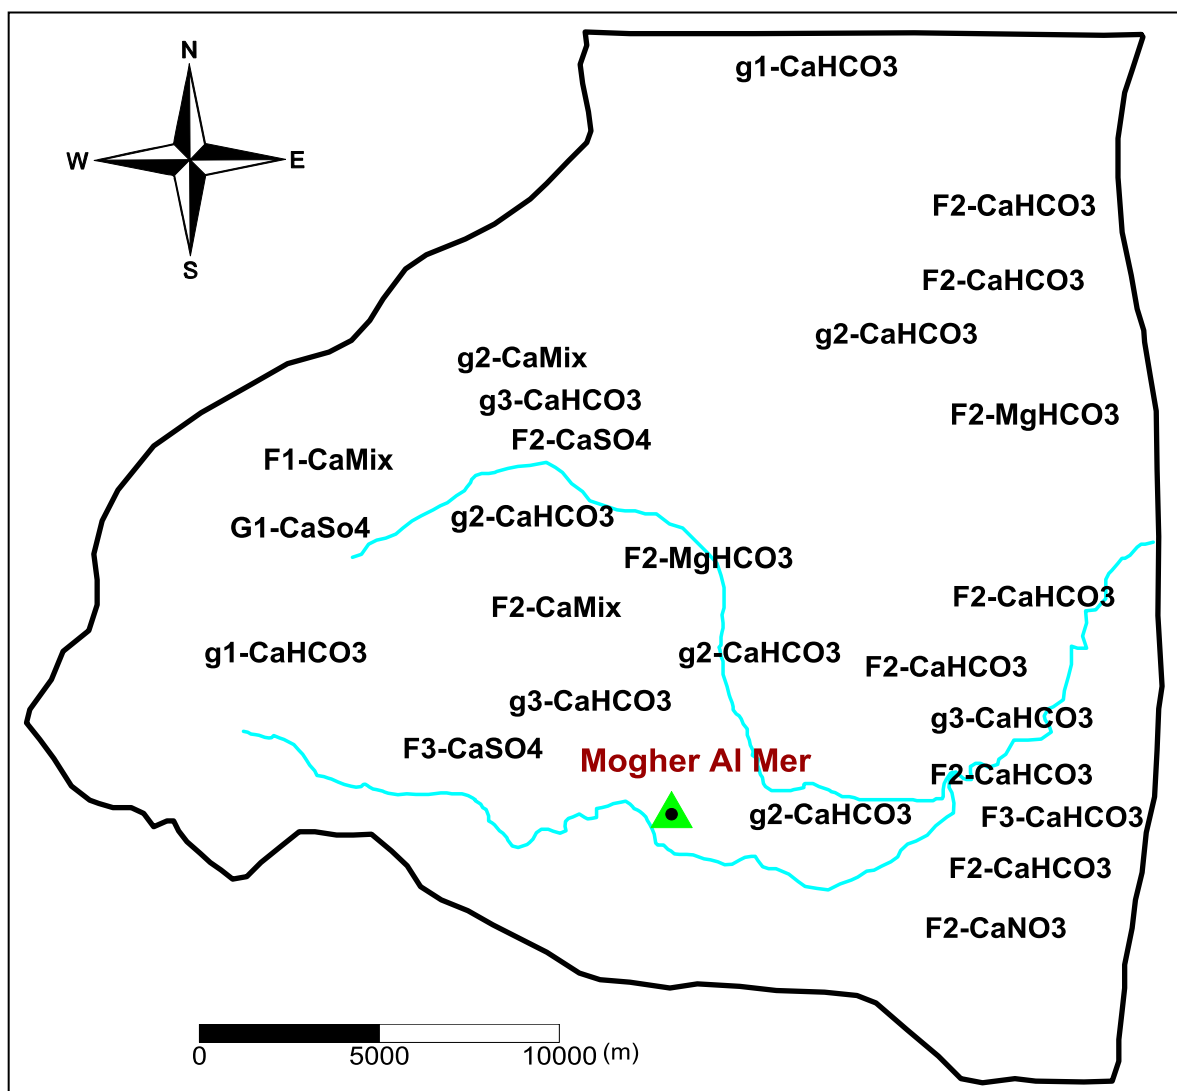 N
g1-CaHCO3
W
E
F2-CaHCO3
S
F2-CaHCO3
g2-CaHCO3
g2-CaMix
g3-CaHCO3
F2-MgHCO3
F2-CaSO4
F1-CaMix
g2-CaHCO3
G1-CaSo4
F2-MgHCO3
F2-CaHCO3
F2-CaMix
g1-CaHCO3
g2-CaHCO3
F2-CaHCO3
g3-CaHCO3
g3-CaHCO3
F3-CaSO4
Mogher Al Mer
F2-CaHCO3
g2-CaHCO3
F3-CaHCO3
F2-CaHCO3
F2-CaNO3
0 5000 10000 (m)